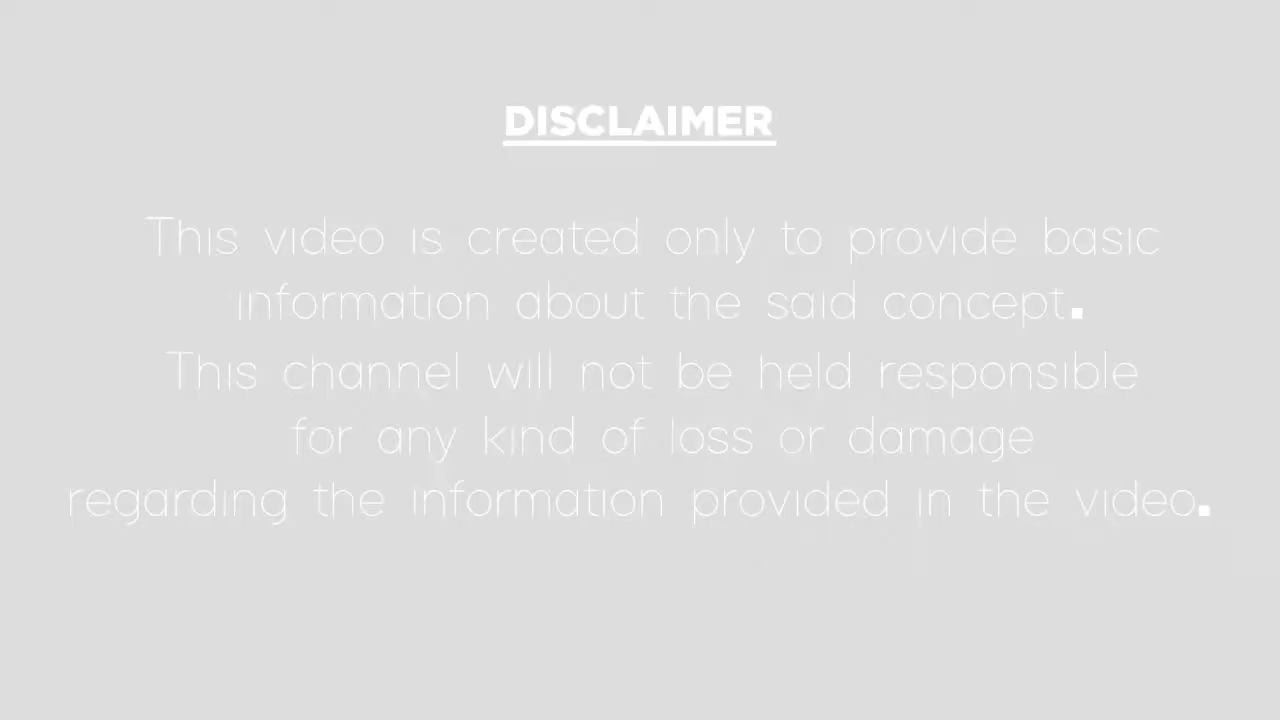 DISCLAIMER
This video is created only to provide basic
information about the said concept.
This channel will not be held responsible
for any kind of loss or damage
regarding the information provided in the video.